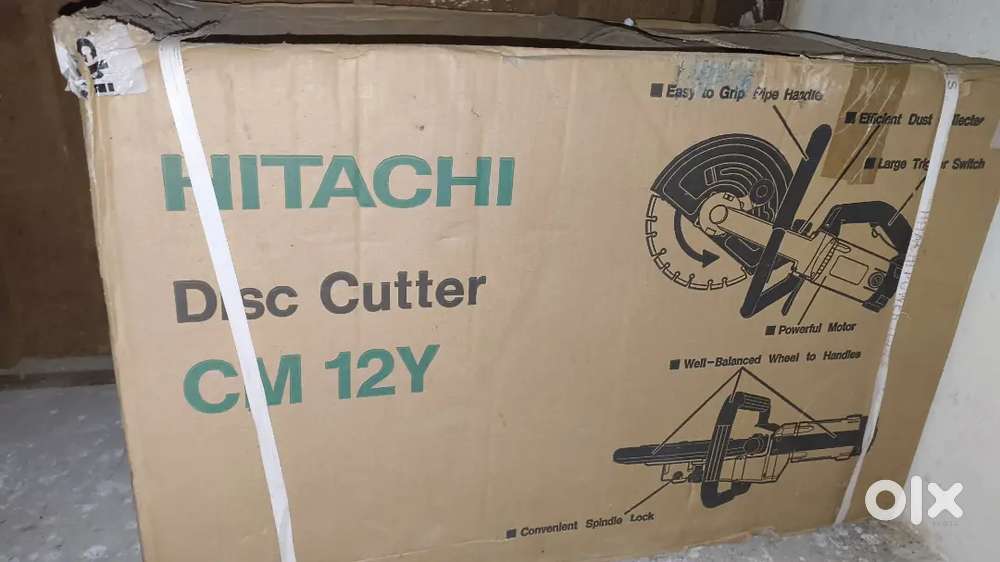 HITACHI
Disc Cutter
CM 12Y
■ Easy to Grip Pipe Handle
■ Efficient Dust
■ Large Switch
■ Powerful Motor
■ Well-Balanced Wheel to Handles
■ Convenient Spindle Lock
olx